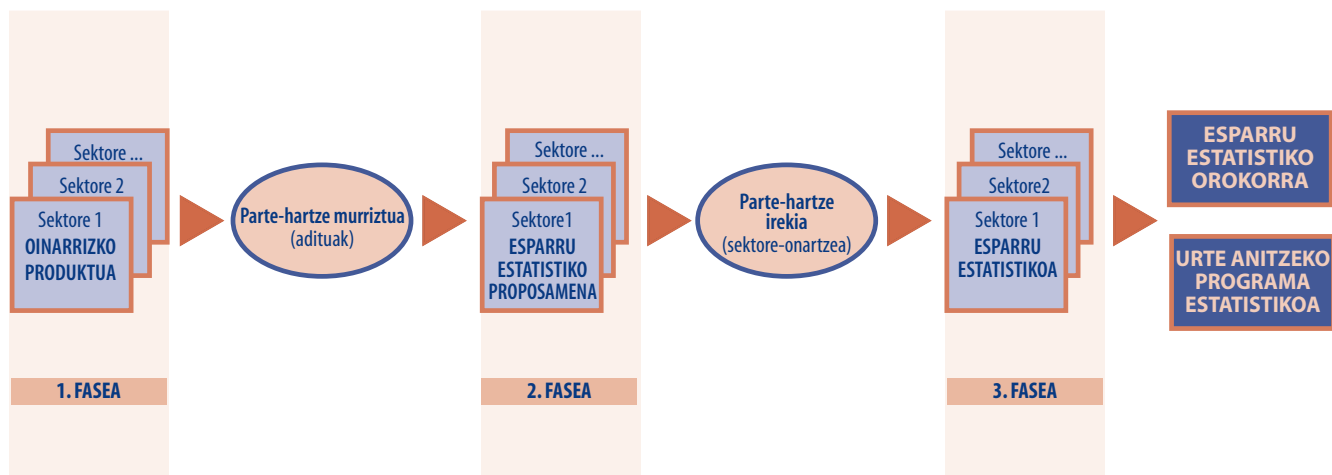 Sektore ...
Sektore 2
Sektore 1
OINARRIZKO
PRODUKTUA
1. FASEA
Parte-hartze murriztua
(adituak)
Sektore ...
Sektore 2
Sektore1
ESPARRU
ESTATISTIKO
PROPOSAMENA
2. FASEA
Parte-hartze
irekia
(sektore-onartzea)
Sektore ...
Sektore2
Sektore 1
ESPARRU
ESTATISTIKOA
3. FASEA
ESPARRU
ESTATISTIKO
OROKORRA
URTE ANITZEKO
PROGRAMA
ESTATISTIKOA